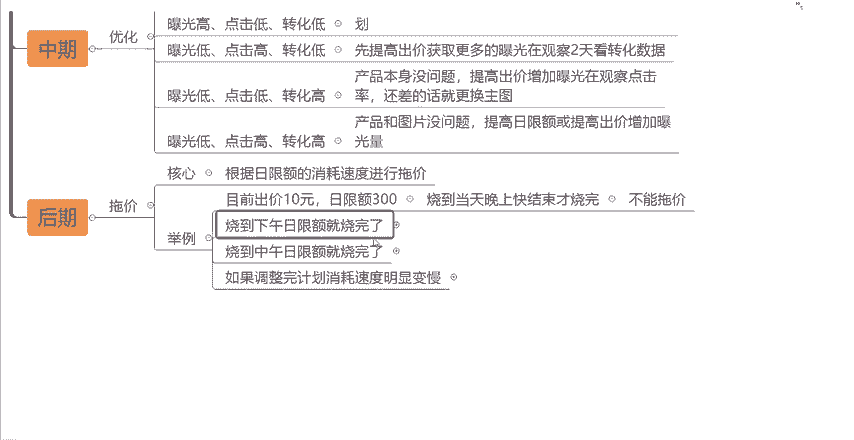 曝光高、点击低、转化低
划
中期
优化
曝光低、点击高、转化低
先提高出价获取更多的曝光在观察2天看转化数据
曝光低、点击低、转化高
产品本身没问题，提高出价增加曝光在观察点击
率，还差的话就更换主图
曝光低、点击高、转化高
产品和图片没问题，提高日限额或提高出价增加曝
光量
后期
拖价
核心
根据日限额的消耗速度进行拖价
举例
目前出价10元，日限额300
烧到当天晚上快结束才烧完
不能拖价
烧到下午日限额就烧完了
烧到中午日限额就烧完了
如果调整完计划消耗速度明显变慢